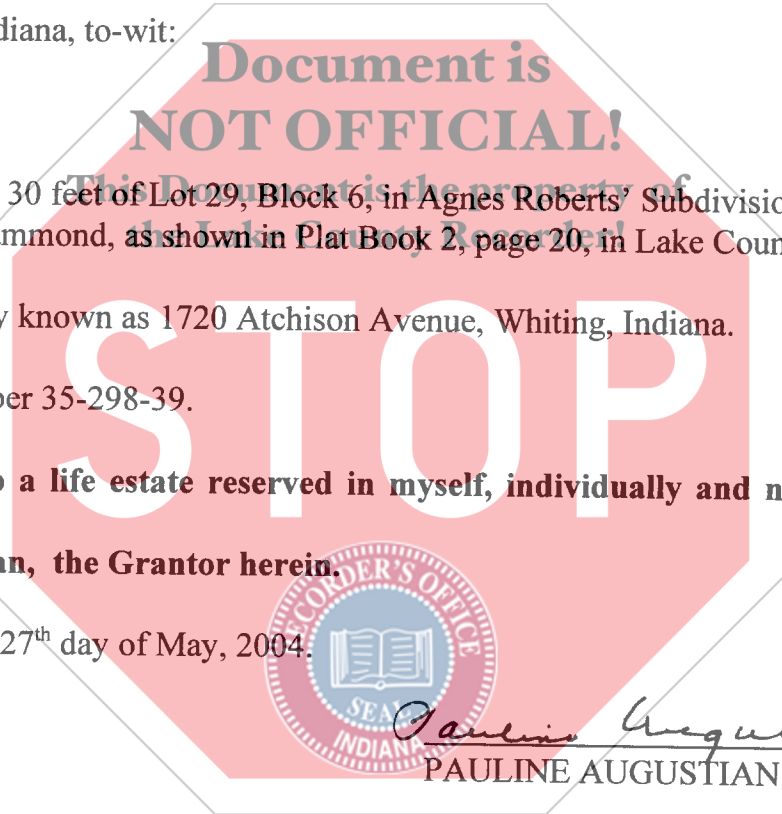 diana, to-wit:
Document is
NOT OFFICIAL!
This Document is the property of
the Lake County Recorder!
30 feet of Lot 29, Block 6, in Agnes Roberts' Subdivisio
mmond, as shown in Plat Book 2, page 20, in Lake Coun
y known as 1720 Atchison Avenue, Whiting, Indiana.
ber 35-298-39.
STOP
o a life estate reserved in myself, individually and n
an, the Grantor herein.
27th day of May, 2004.
RECORDER'S OFFICE
SEAL
INDIANA
Pauline Augu
PAULINE AUGUSTIAN